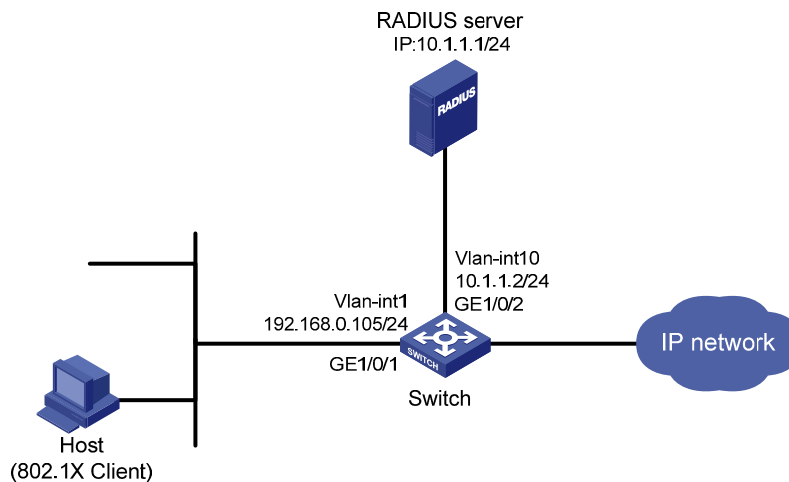 RADIUS server
IP:10.1.1.1/24
RADIUS
Vlan-int10
10.1.1.2/24
GE1/0/2
Vlan-int1
192.168.0.105/24
GE1/0/1
SWITCH
Switch
IP network
Host
(802.1X Client)